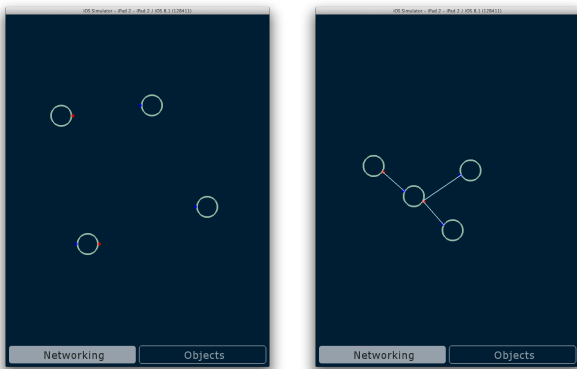 iOS Simulator - iPad 2 - iPad 2 / iOS 8.1 (12B411)
Networking
Objects
iOS Simulator - iPad 2 - iPad 2 / iOS 8.1 (12B411)
Networking
Objects